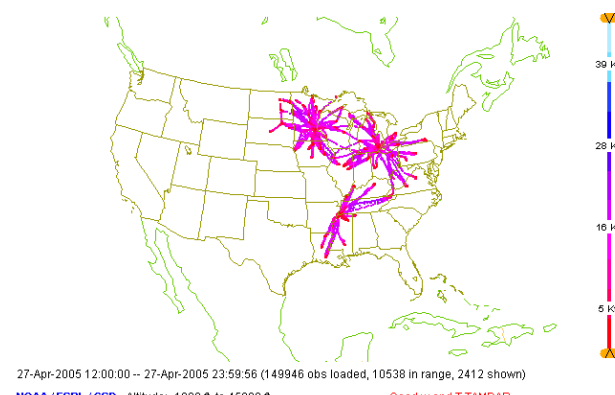 39 K
28 K
16 K
5 K
27-Apr-2005 12:00:00 -- 27-Apr-2005 23:59:56 (149946 obs loaded, 10538 in range, 2412 shown)